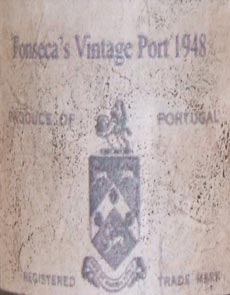 Fonseca's Vintage Port 1948
PRODUCE OF PORTUGAL
REGISTERED TRADE MARK